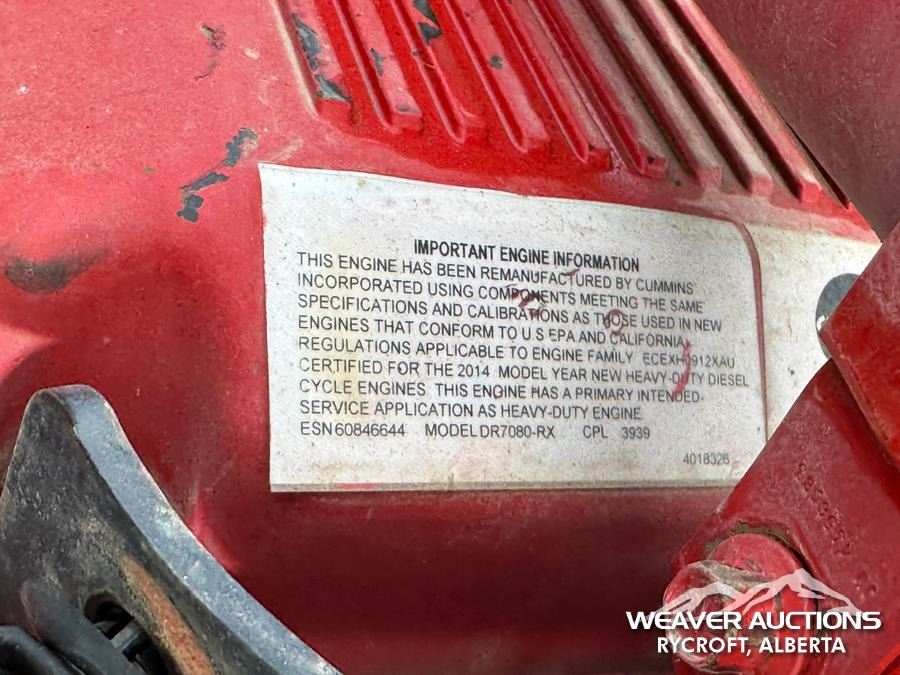 IMPORTANT ENGINE INFORMATION
THIS ENGINE HAS BEEN REMANUFACTURED BY CUMMINS
INCORPORATED USING COMPONENTS MEETING THE SAME
SPECIFICATIONS AND CALIBRATIONS AS THOSE USED IN NEW
ENGINES THAT CONFORM TO U.S EPA AND CALIFORNIA
REGULATIONS APPLICABLE TO ENGINE FAMILY ECEXH0912XAU
CERTIFIED FOR THE 2014 MODEL YEAR NEW HEAVY-DUTY DIESEL
CYCLE ENGINES. THIS ENGINE HAS A PRIMARY INTENDED
SERVICE APPLICATION AS HEAVY-DUTY ENGINE.
ESN 60846644 MODEL DR7080-RX CPL 3939
4018328
WEAVER AUCTIONS
RYCROFT, ALBERTA